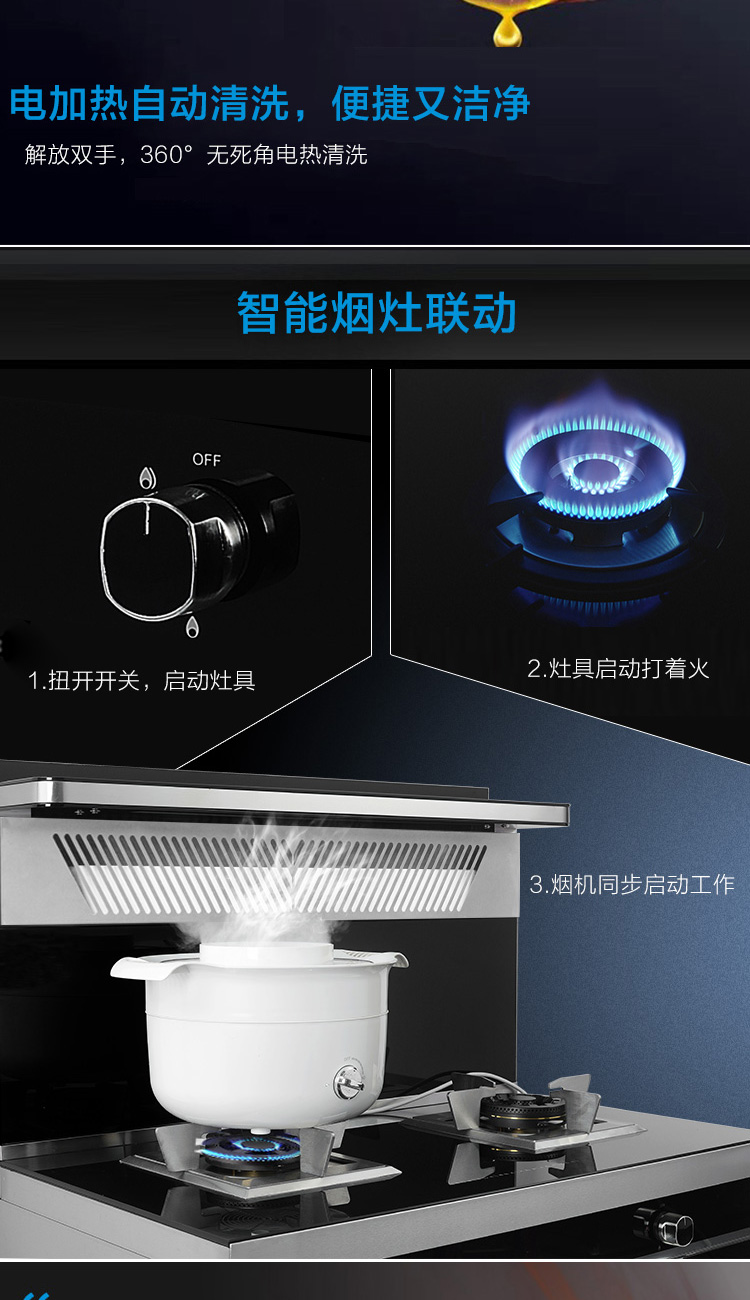 电加热自动清洗，便捷又洁净
解放双手，360°无死角电热清洗
智能烟灶联动
OFF
1.扭开开关，启动灶具
2.灶具启动打着火
3.烟机同步启动工作